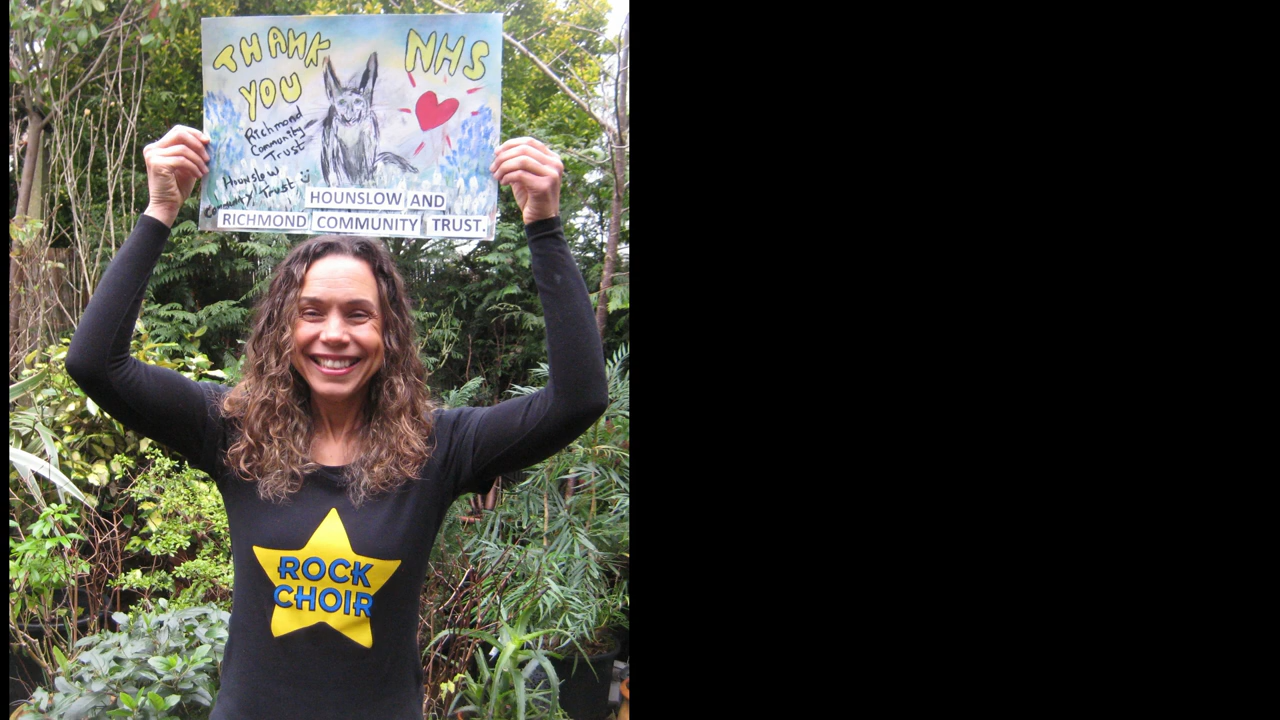 THANK
YOU
NHS
Richmond
Community
Trust
Hounslow
Community Trust
HOUNSLOW AND
RICHMOND COMMUNITY TRUST.
ROCK
CHOIR